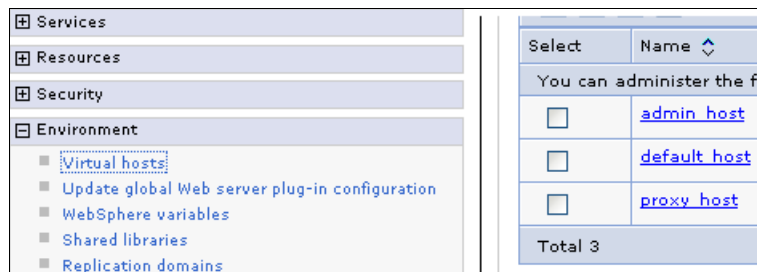 Services
Resources
Security
Environment
Virtual hosts
Update global Web server plug-in configuration
WebSphere variables
Shared libraries
Replication domains
Select Name
You can administer the f
admin_host
default_host
proxy_host
Total 3